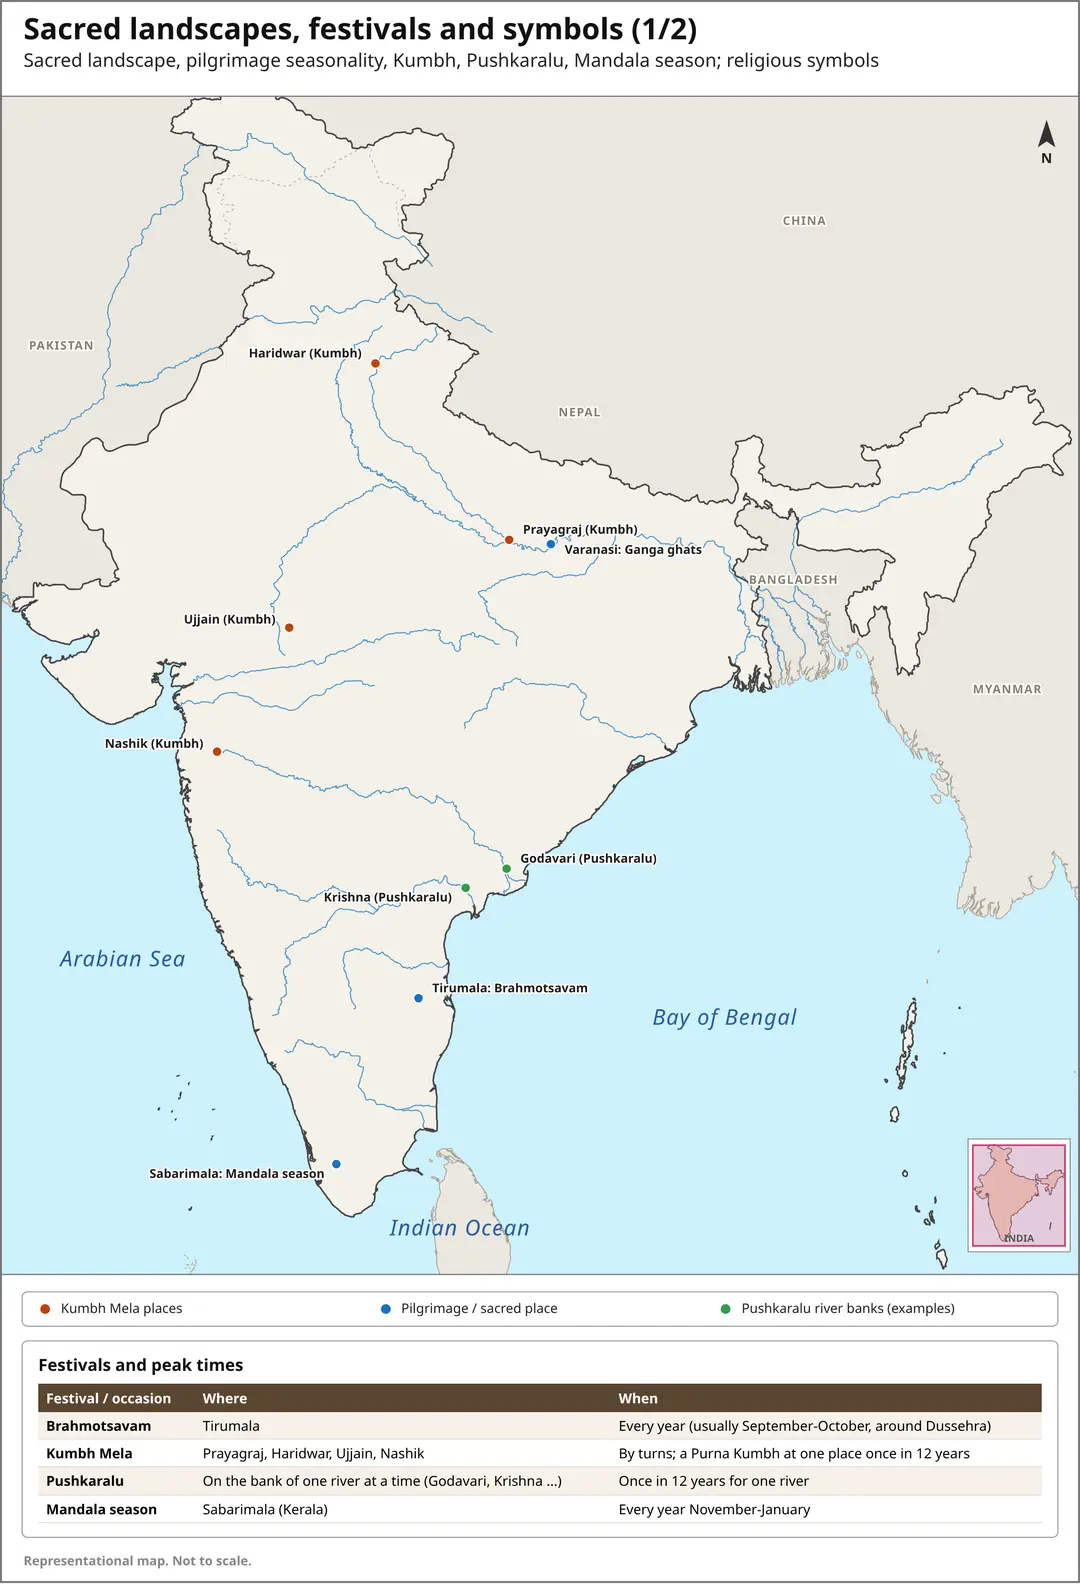 Sacred landscapes, festivals and symbols (1/2)
Sacred landscape, pilgrimage seasonality, Kumbh, Pushkaralu, Mandala season; religious symbols
N
CHINA
PAKISTAN
Haridwar (Kumbh)
NEPAL
Prayagraj (Kumbh)
Varanasi: Ganga ghats
BANGLADESH
Ujjain (Kumbh)
MYANMAR
Nashik (Kumbh)
Godavari (Pushkaralu)
Krishna (Pushkaralu)
Arabian Sea
Tirumala: Brahmotsavam
Bay of Bengal
Sabarimala: Mandala season
Indian Ocean
INDIA
Kumbh Mela places
Pilgrimage / sacred place
Pushkaralu river banks (examples)
Festivals and peak times
Festival / occasion Where When
Brahmotsavam Tirumala Every year (usually September-October, around Dussehra)
Kumbh Mela Prayagraj, Haridwar, Ujjain, Nashik By turns; a Purna Kumbh at one place once in 12 years
Pushkaralu On the bank of one river at a time (Godavari, Krishna ...) Once in 12 years for one river
Mandala season Sabarimala (Kerala) Every year November-January
Representational map. Not to scale.